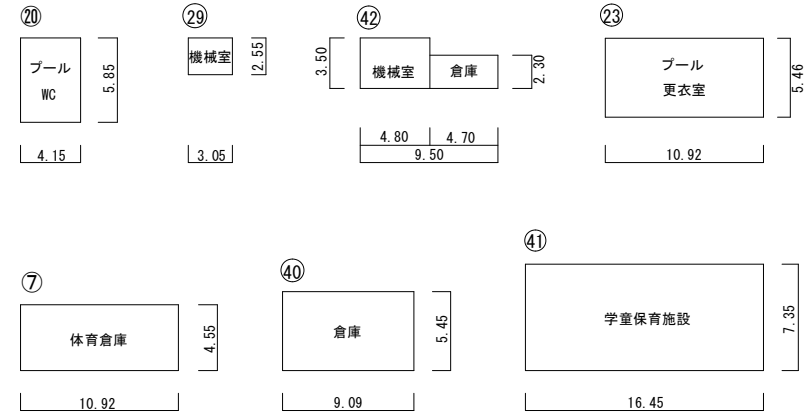 ⑳
プール
WC
5.85
4.15
㉙
機械室
2.55
3.05
㊷
3.50
機械室
倉庫
2.30
4.80
4.70
9.50
㉓
プール
更衣室
5.46
10.92
⑦
体育倉庫
4.55
10.92
㊵
倉庫
5.45
9.09
㊶
学童保育施設
7.35
16.45